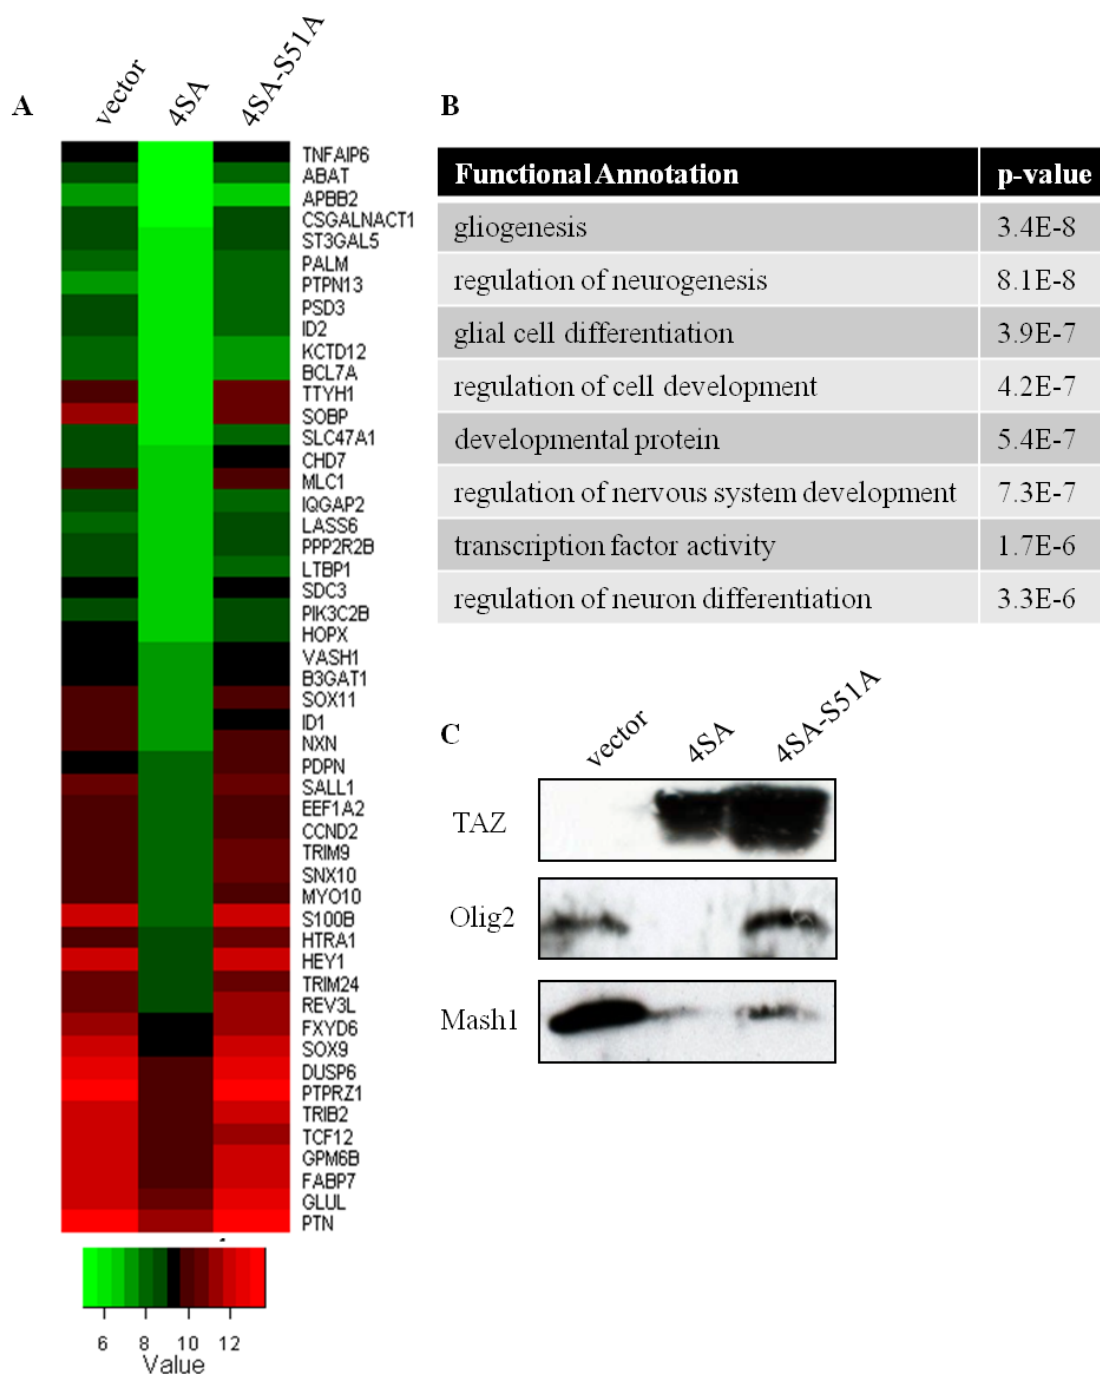 A
vector
4SA
4SA-S51A
TNFAIP6
ABAT
APBB2
CSGALNACT1
ST3GAL5
PALM
PTPN13
PSD3
ID2
KCTD12
BCL7A
TTYH1
SOBP
SLC47A1
CHD7
MLC1
IQGAP2
LASS6
PPP2R2B
LTBP1
SDC3
PIK3C2B
HOPX
VASH1
B3GAT1
SOX11
ID1
NXN
PDPN
SALL1
EEF1A2
CCND2
TRIM9
SNX10
MYO10
S100B
HTRA1
HEY1
TRIM24
REV3L
FXYD6
SOX9
DUSP6
PTPRZ1
TRIB2
TCF12
GPM6B
FABP7
GLUL
PTN
6 8 10 12
Value
B
Functional Annotation p-value
gliogenesis 3.4E-8
regulation of neurogenesis 8.1E-8
glial cell differentiation 3.9E-7
regulation of cell development 4.2E-7
developmental protein 5.4E-7
regulation of nervous system development 7.3E-7
transcription factor activity 1.7E-6
regulation of neuron differentiation 3.3E-6
C
vector
4SA
4SA-S51A
TAZ
Olig2
Mash1